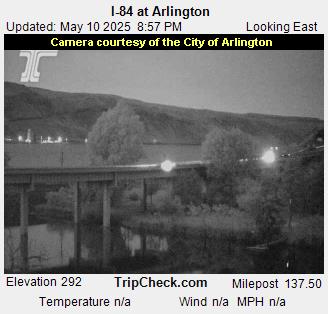 I-84 at Arlington
Updated: May 10 2025 8:57 PM Looking East
Camera courtesy of the City of Arlington
Elevation 292 TripCheck.com Milepost 137.50
Temperature n/a Wind n/a MPH n/a